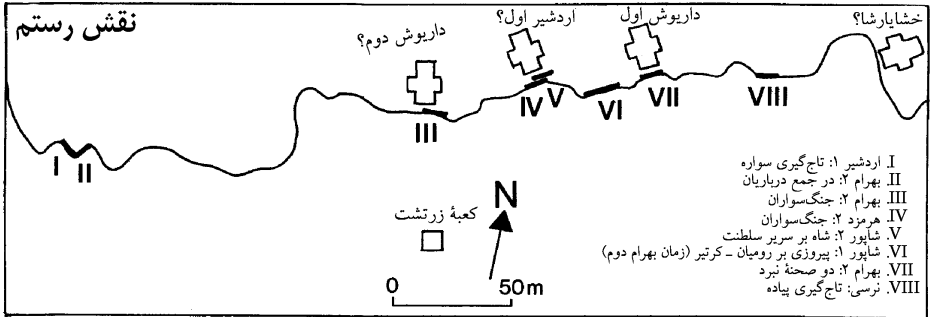 نقش رستم
خشایارشا؟
داریوش اول
اردشیر اول؟
داریوش دوم؟
I
II
III
IV
V
VI
VII
VIII
کعبهٔ زرتشت
N
0
50m
I. اردشیر ۱: تاج‌گیری سواره
II. بهرام ۲: در جمع درباریان
III. بهرام ۲: جنگ‌سواران
IV. هرمزد ۲: جنگ‌سواران
V. شاپور ۲: شاه بر سریر سلطنت
VI. شاپور ۱: پیروزی بر رومیان - کرتیر (زمان بهرام دوم)
VII. بهرام ۲: دو صحنهٔ نبرد
VIII. نرسی: تاج‌گیری پیاده